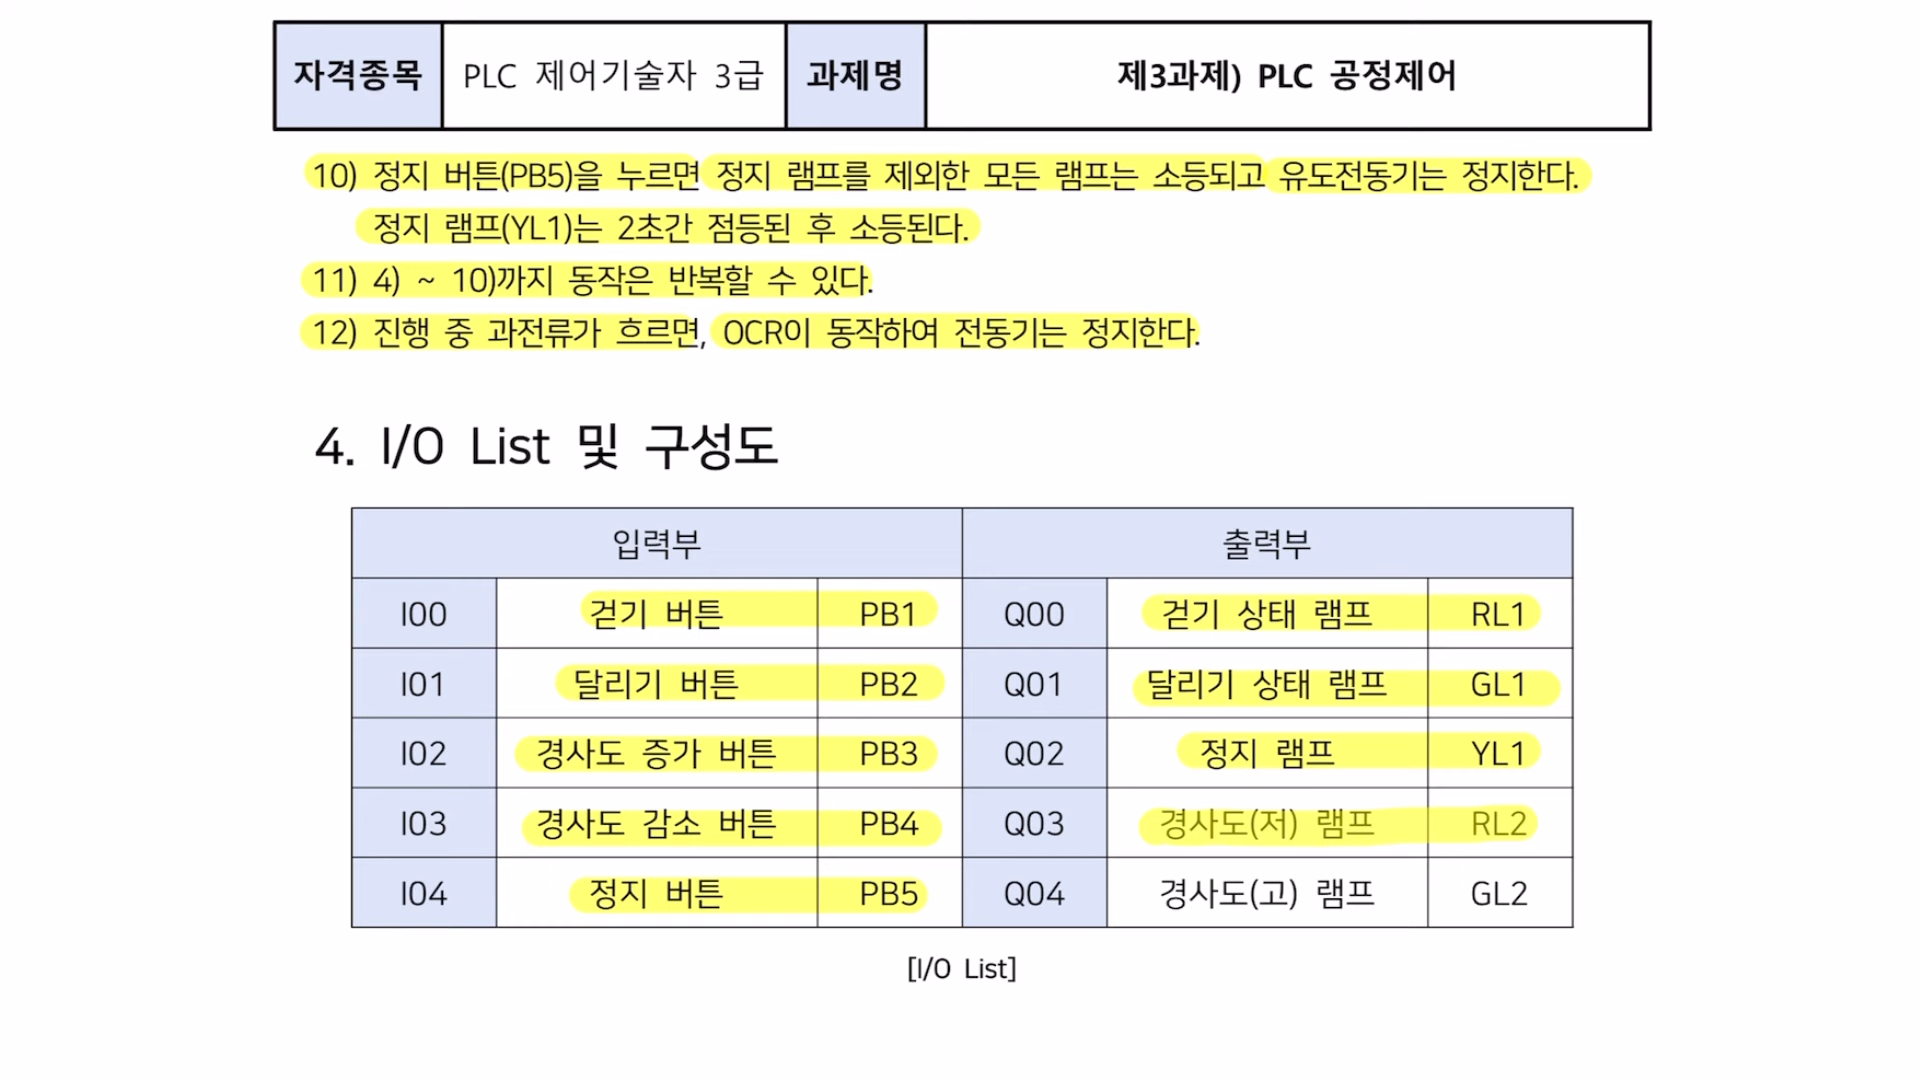 자격종목 PLC 제어기술자 3급 과제명 제3과제) PLC 공정제어
10) 정지 버튼(PB5)을 누르면 정지 램프를 제외한 모든 램프는 소등되고 유도전동기는 정지한다.
정지 램프(YL1)는 2초간 점등된 후 소등된다.
11) 4) ~ 10)까지 동작은 반복할 수 있다.
12) 진행 중 과전류가 흐르면, OCR이 동작하여 전동기는 정지한다.
4. I/O List 및 구성도
입력부 출력부
I00 걷기 버튼 PB1 Q00 걷기 상태 램프 RL1
I01 달리기 버튼 PB2 Q01 달리기 상태 램프 GL1
I02 경사도 증가 버튼 PB3 Q02 정지 램프 YL1
I03 경사도 감소 버튼 PB4 Q03 경사도(저) 램프 RL2
I04 정지 버튼 PB5 Q04 경사도(고) 램프 GL2
[I/O List]